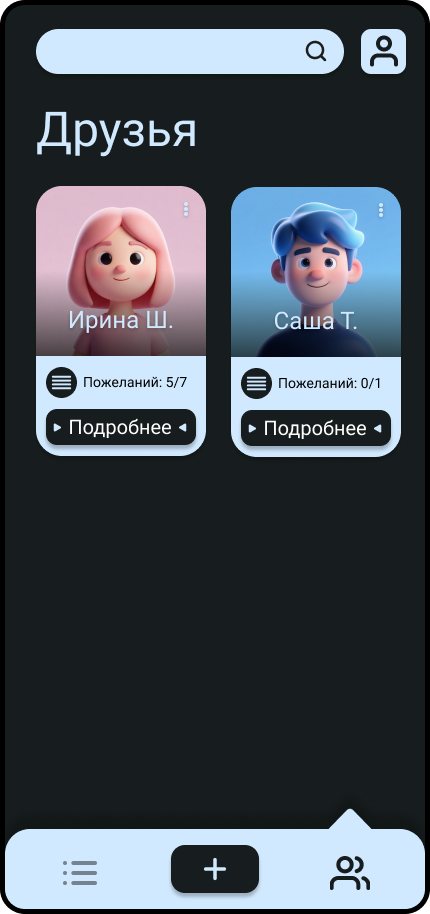 Друзья
Ирина Ш.
Саша Т.
Пожеланий: 5/7
Пожеланий: 0/1
Подробнее
Подробнее